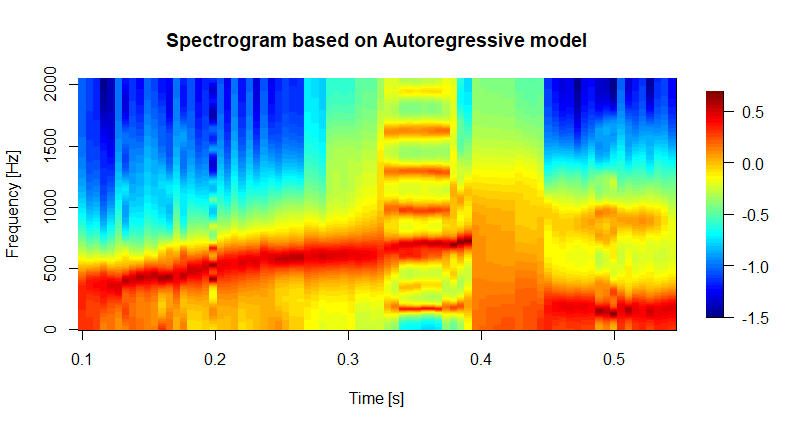 Spectrogram based on Autoregressive model
Frequency [Hz]
2000
1500
1000
500
0
0.1 0.2 0.3 0.4 0.5
Time [s]
0.5
0.0
-0.5
-1.0
-1.5